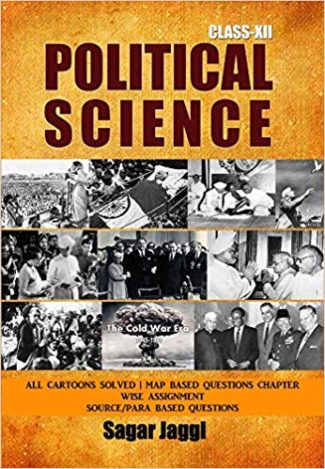 CLASS-XII
POLITICAL
SCIENCE
The Cold War Era
ALL CARTOONS SOLVED | MAP BASED QUESTIONS CHAPTER
WISE ASSIGNMENT
SOURCE/PARA BASED QUESTIONS
Sagar Jaggi